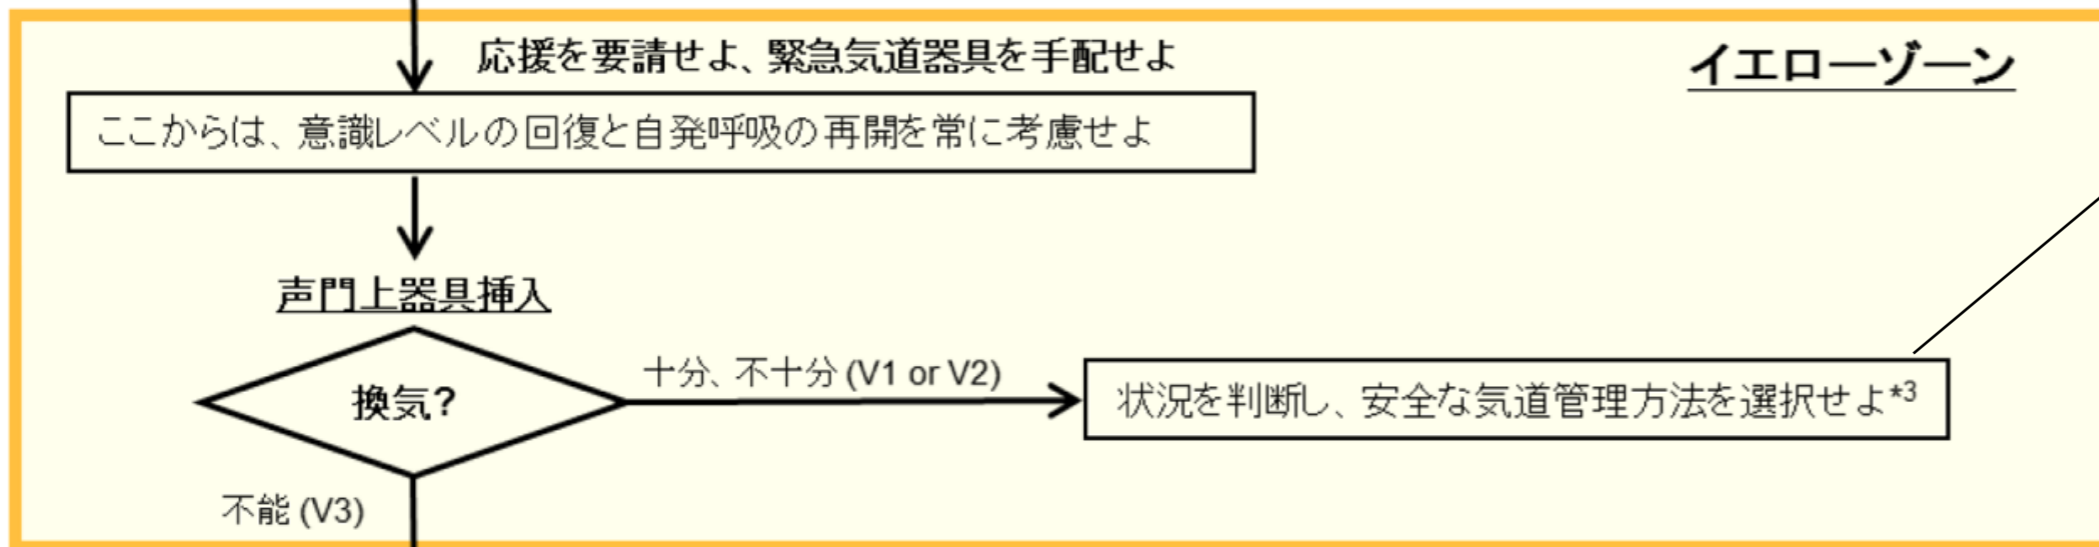 応援を要請せよ、緊急気道器具を手配せよ
イエローゾーン
ここからは、意識レベルの回復と自発呼吸の再開を常に考慮せよ
声門上器具挿入
換気?
十分、不十分 (V1 or V2)
状況を判断し、安全な気道管理方法を選択せよ*3
不能 (V3)